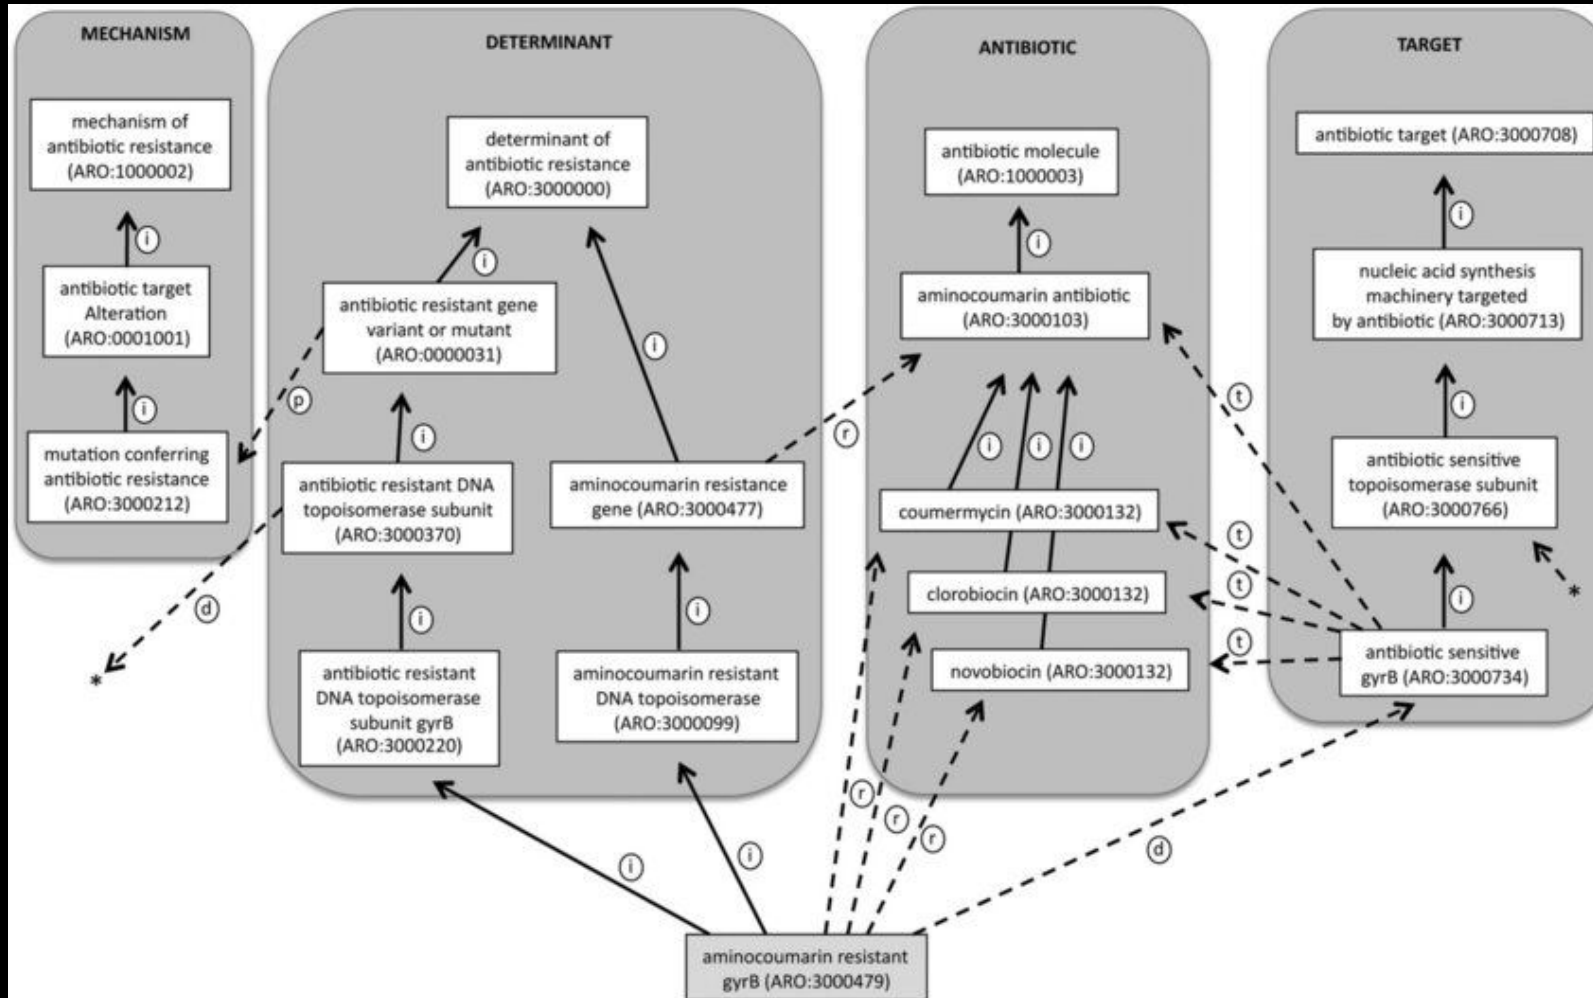 MECHANISM
mechanism of
antibiotic resistance
(ARO:1000002)
i
antibiotic target
Alteration
(ARO:0001001)
i
mutation conferring
antibiotic resistance
(ARO:3000212)
DETERMINANT
determinant of
antibiotic resistance
(ARO:3000000)
i
i
antibiotic resistant gene
variant or mutant
(ARO:0000031)
p
i
antibiotic resistant DNA
topoisomerase subunit
(ARO:3000370)
d
*
i
antibiotic resistant
DNA topoisomerase
subunit gyrB
(ARO:3000220)
aminocoumarin resistance
gene (ARO:3000477)
r
i
aminocoumarin resistant
DNA topoisomerase
(ARO:3000099)
ANTIBIOTIC
antibiotic molecule
(ARO:1000003)
i
aminocoumarin antibiotic
(ARO:3000103)
i
i
i
coumermycin (ARO:3000132)
clorobiocin (ARO:3000132)
novobiocin (ARO:3000132)
TARGET
antibiotic target (ARO:3000708)
i
nucleic acid synthesis
machinery targeted
by antibiotic (ARO:3000713)
i
antibiotic sensitive
topoisomerase subunit
(ARO:3000766)
*
i
antibiotic sensitive
gyrB (ARO:3000734)
t
t
t
t
i
i
r
r
r
d
aminocoumarin resistant
gyrB (ARO:3000479)